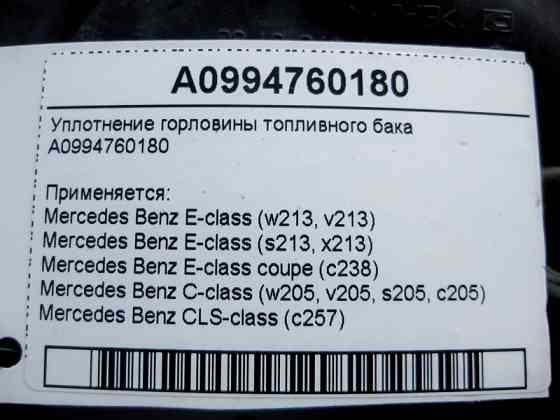 A0994760180
Уплотнение горловины топливного бака
A0994760180
Применяется:
Mercedes Benz E-class (w213, v213)
Mercedes Benz E-class (s213, x213)
Mercedes Benz E-class coupe (c238)
Mercedes Benz C-class (w205, v205, s205, c205)
Mercedes Benz CLS-class (c257)